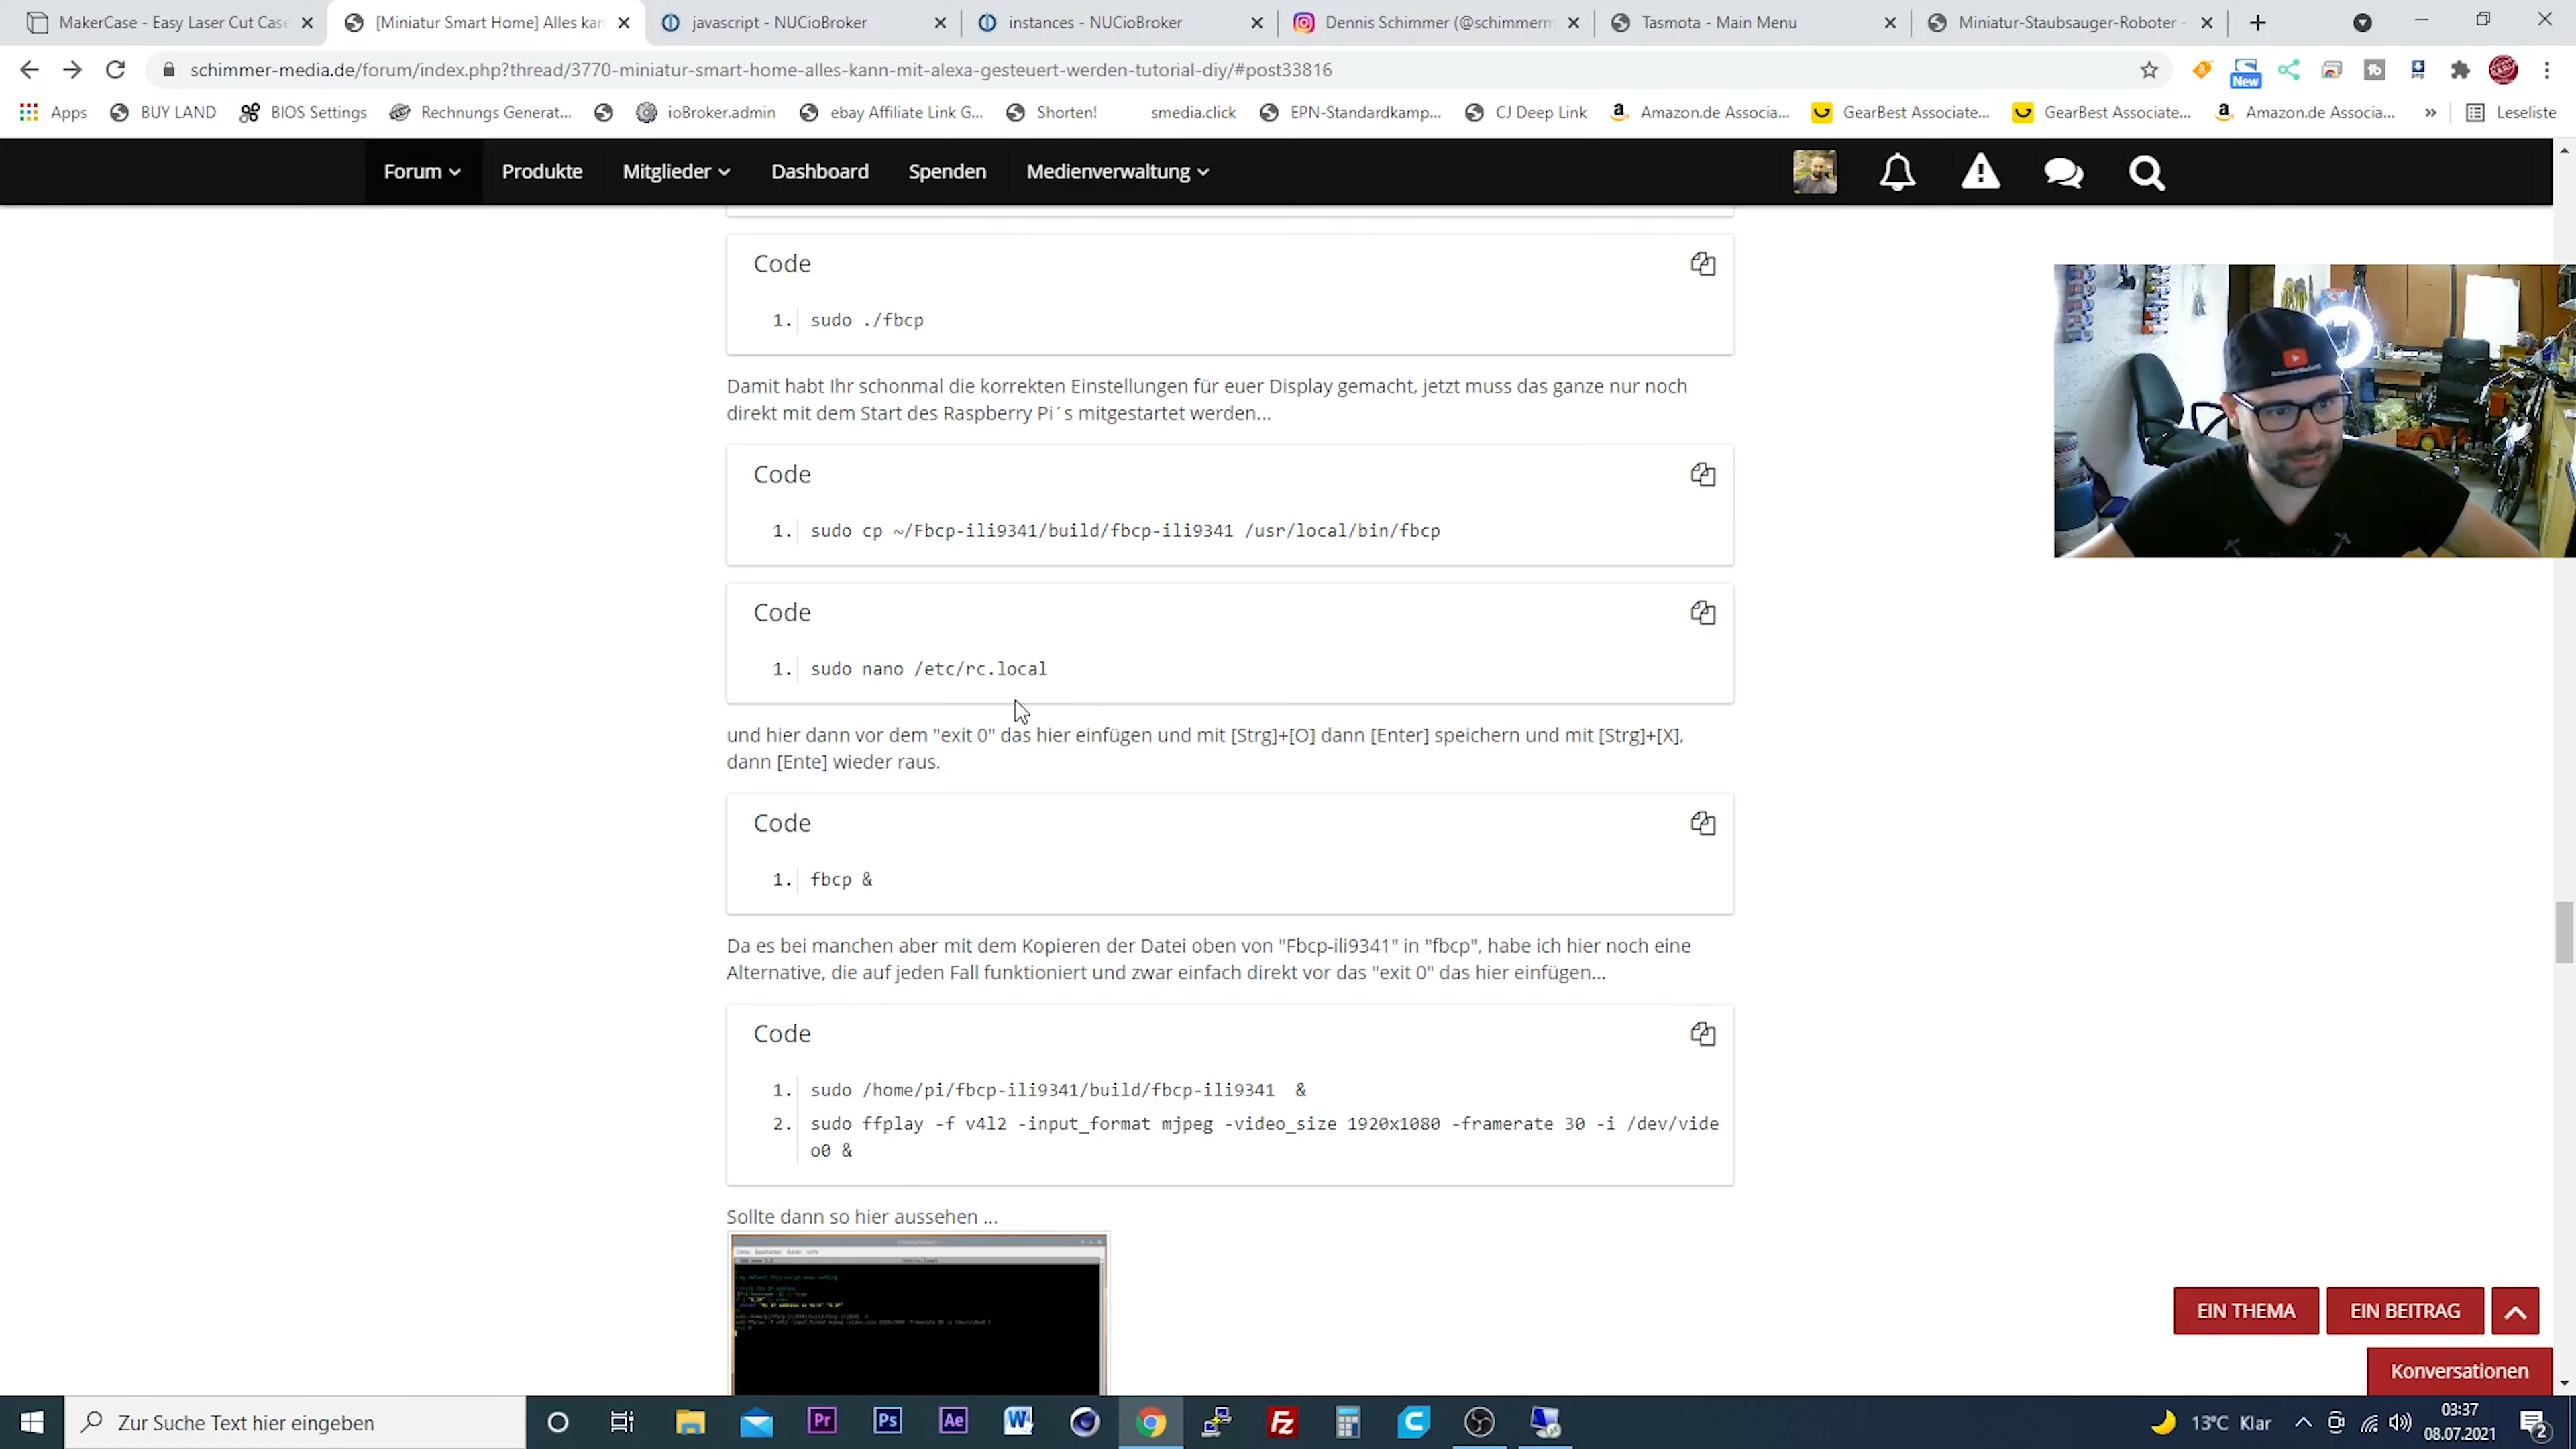 MakerCase - Easy Laser Cut Case
[Miniatur Smart Home] Alles kan
javascript - NUCioBroker
instances - NUCioBroker
Dennis Schimmer (@schimmerm
Tasmota - Main Menu
Miniatur-Staubsauger-Roboter -
schimmer-media.de/forum/index.php?thread/3770-miniatur-smart-home-alles-kann-mit-alexa-gesteuert-werden-tutorial-diy/#post33816
New
Apps
BUY LAND
BIOS Settings
Rechnungs Generat...
ioBroker.admin
ebay Affiliate Link G...
Shorten!
smedia.click
EPN-Standardkamp...
CJ Deep Link
Amazon.de Associa...
GearBest Associate...
GearBest Associate...
Amazon.de Associa...
»
Leseliste
Forum
Produkte
Mitglieder
Dashboard
Spenden
Medienverwaltung
Code
1. sudo ./fbcp
Damit habt Ihr schonmal die korrekten Einstellungen für euer Display gemacht, jetzt muss das ganze nur noch
direkt mit dem Start des Raspberry Pi´s mitgestartet werden...
Code
1. sudo cp ~/Fbcp-ili9341/build/fbcp-ili9341 /usr/local/bin/fbcp
Code
1. sudo nano /etc/rc.local
und hier dann vor dem "exit 0" das hier einfügen und mit [Strg]+[O] dann [Enter] speichern und mit [Strg]+[X],
dann [Ente] wieder raus.
Code
1. fbcp &
Da es bei manchen aber mit dem Kopieren der Datei oben von "Fbcp-ili9341" in "fbcp", habe ich hier noch eine
Alternative, die auf jeden Fall funktioniert und zwar einfach direkt vor das "exit 0" das hier einfügen...
Code
1. sudo /home/pi/fbcp-ili9341/build/fbcp-ili9341  &
2. sudo ffplay -f v4l2 -input_format mjpeg -video_size 1920x1080 -framerate 30 -i /dev/vide
o0 &
Sollte dann so hier aussehen ...
EIN THEMA
EIN BEITRAG
Konversationen
Zur Suche Text hier eingeben
Pr
Ps
Ae
W
Fz
C
13°C Klar
03:37
08.07.2021
2